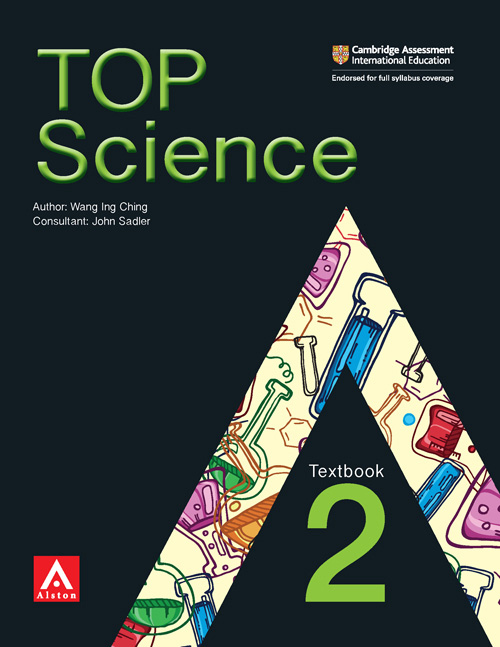 TOP
Science
Cambridge Assessment
International Education
Endorsed for full syllabus coverage
Author: Wang Ing Ching
Consultant: John Sadler
Textbook
2
Alston